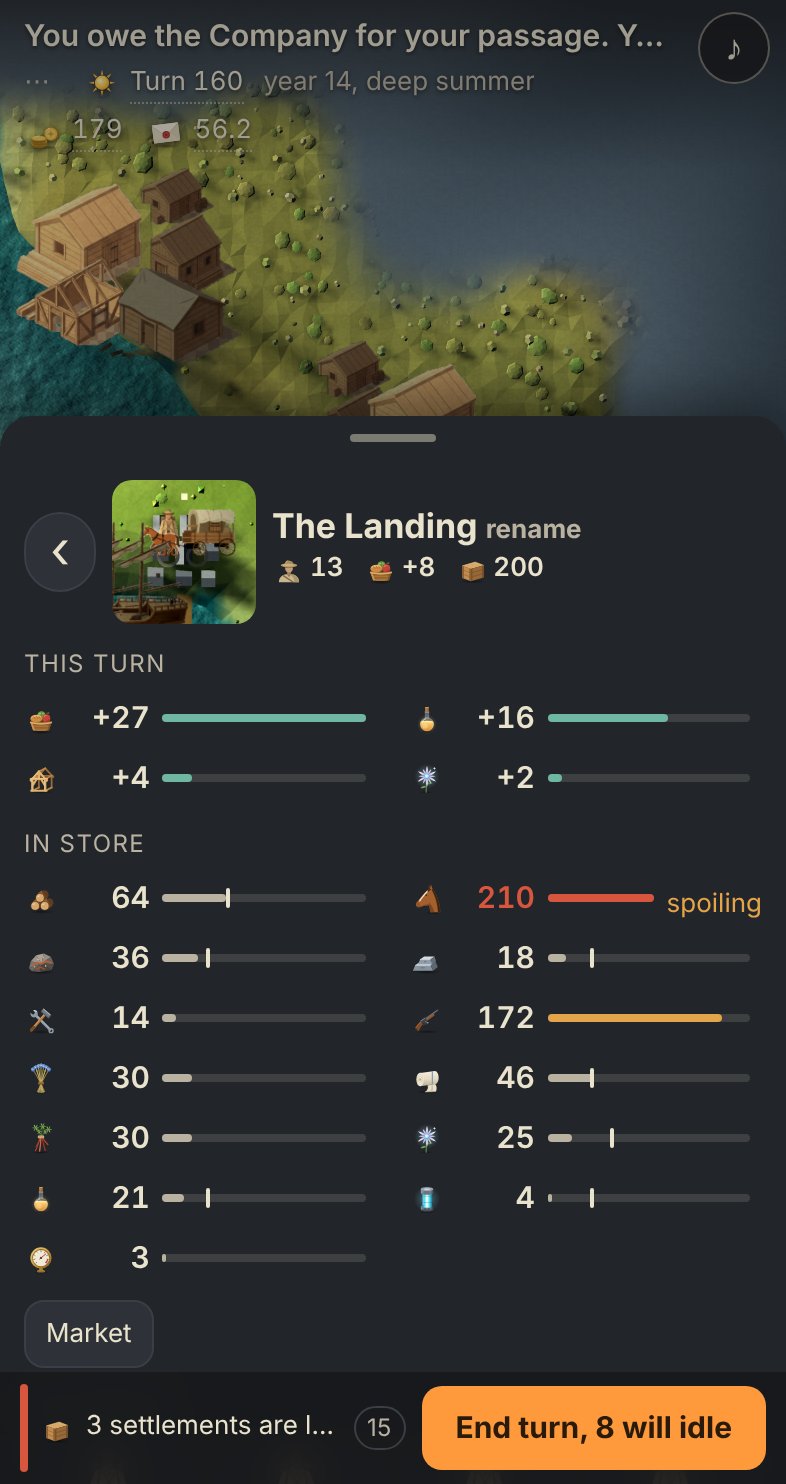 You owe the Company for your passage. Y...
... Turn 160 year 14, deep summer
179 56.2
The Landing rename
13 +8 200
THIS TURN
+27 +16
+4 +2
IN STORE
64 210 spoiling
36 18
14 172
30 46
30 25
21 4
3
Market
3 settlements are l... 15 End turn, 8 will idle